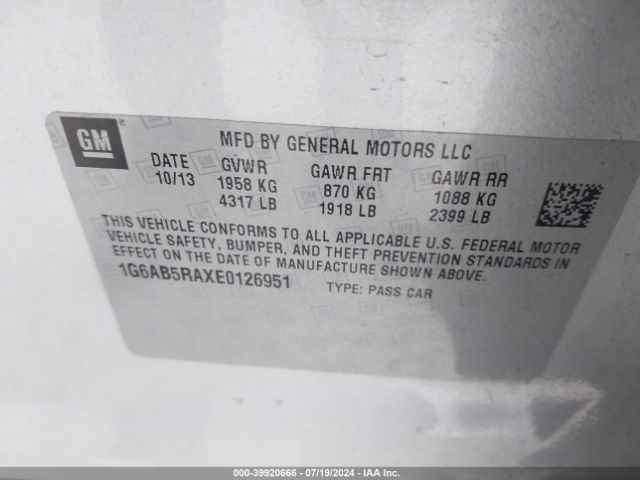 GM
MFD BY GENERAL MOTORS LLC
DATE GVWR GAWR FRT GAWR RR
10/13 1958 KG 870 KG 1088 KG
4317 LB 1918 LB 2399 LB
THIS VEHICLE CONFORMS TO ALL APPLICABLE U.S. FEDERAL MOTOR
VEHICLE SAFETY, BUMPER, AND THEFT PREVENTION STANDARDS IN
EFFECT ON THE DATE OF MANUFACTURE SHOWN ABOVE.
1G6AB5RAXE0126951 TYPE: PASS CAR
000-39920666 / 07/19/2024 - IAAI.COM